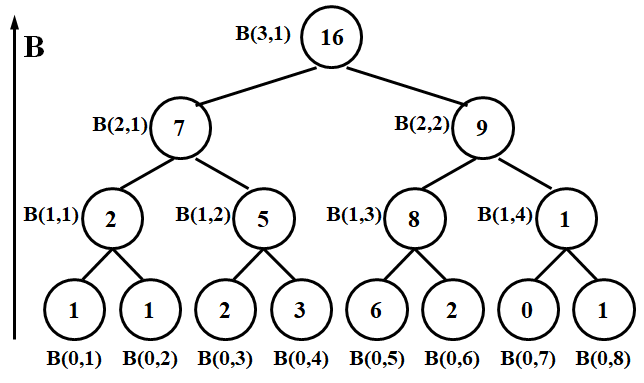 B(3,1) 16
B
B(2,1) 7 B(2,2) 9
B(1,1) 2 B(1,2) 5 B(1,3) 8 B(1,4) 1
1 1 2 3 6 2 0 1
B(0,1) B(0,2) B(0,3) B(0,4) B(0,5) B(0,6) B(0,7) B(0,8)